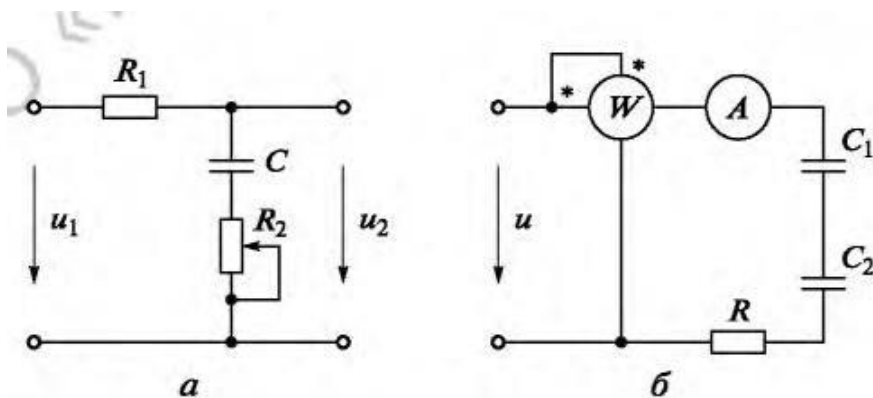 R₁
C
R₂
u₁
u₂
а
* *
W
A
C₁
C₂
u
R
б